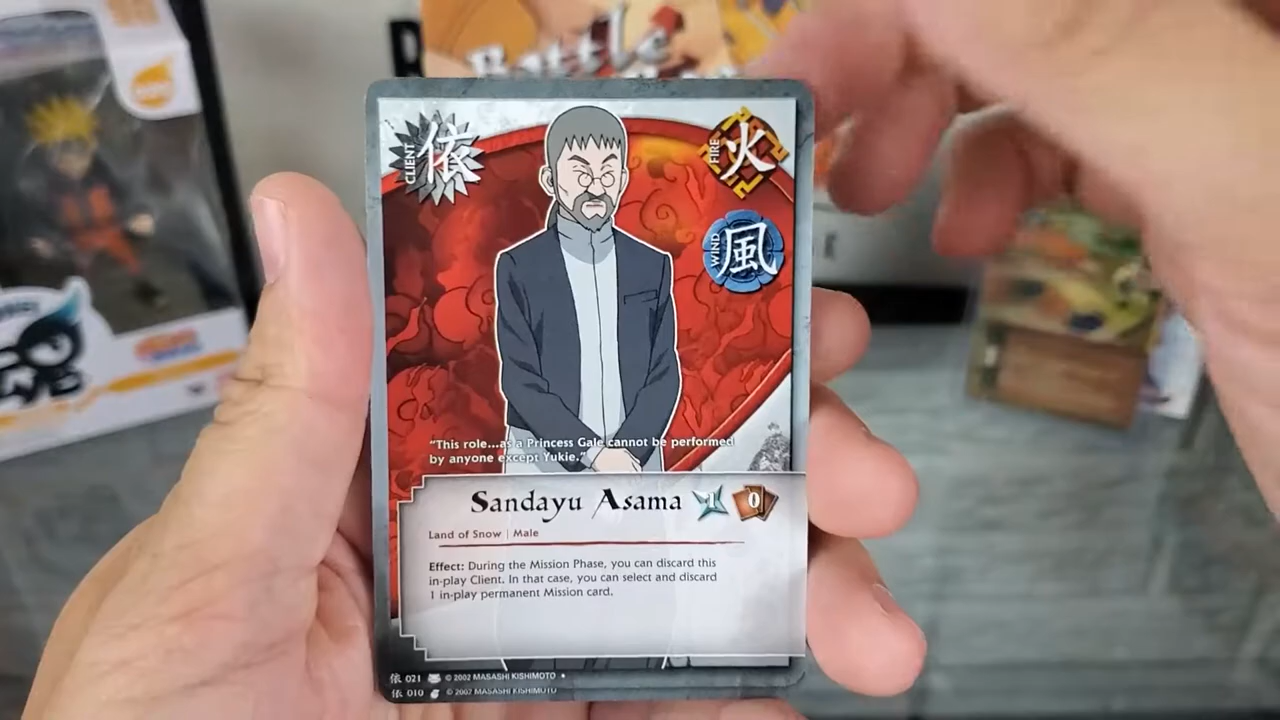 Battle
CLIENT
依
FIRE
火
WIND
風
"This role...as a Princess Gale cannot be performed
by anyone except Yukie."
Sandayu Asama 1 0
Land of Snow | Male
Effect: During the Mission Phase, you can discard this
in-play Client. In that case, you can select and discard
1 in-play permanent Mission card.
依 021 © 2002 MASASHI KISHIMOTO
依 010 © 2002 MASASHI KISHIMOTO